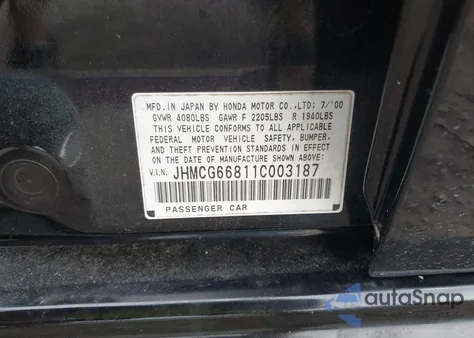 MFD. IN JAPAN BY HONDA MOTOR CO.,LTD; 7/'00
GVWR 4080LBS GAWR F 2205LBS R 1940LBS
THIS VEHICLE CONFORMS TO ALL APPLICABLE
FEDERAL MOTOR VEHICLE SAFETY, BUMPER,
AND THEFT PREVENTION STANDARDS IN EFFECT
ON THE DATE OF MANUFACTURE SHOWN ABOVE.
V.I.N. JHMCG66811C003187
PASSENGER CAR
autoSnap